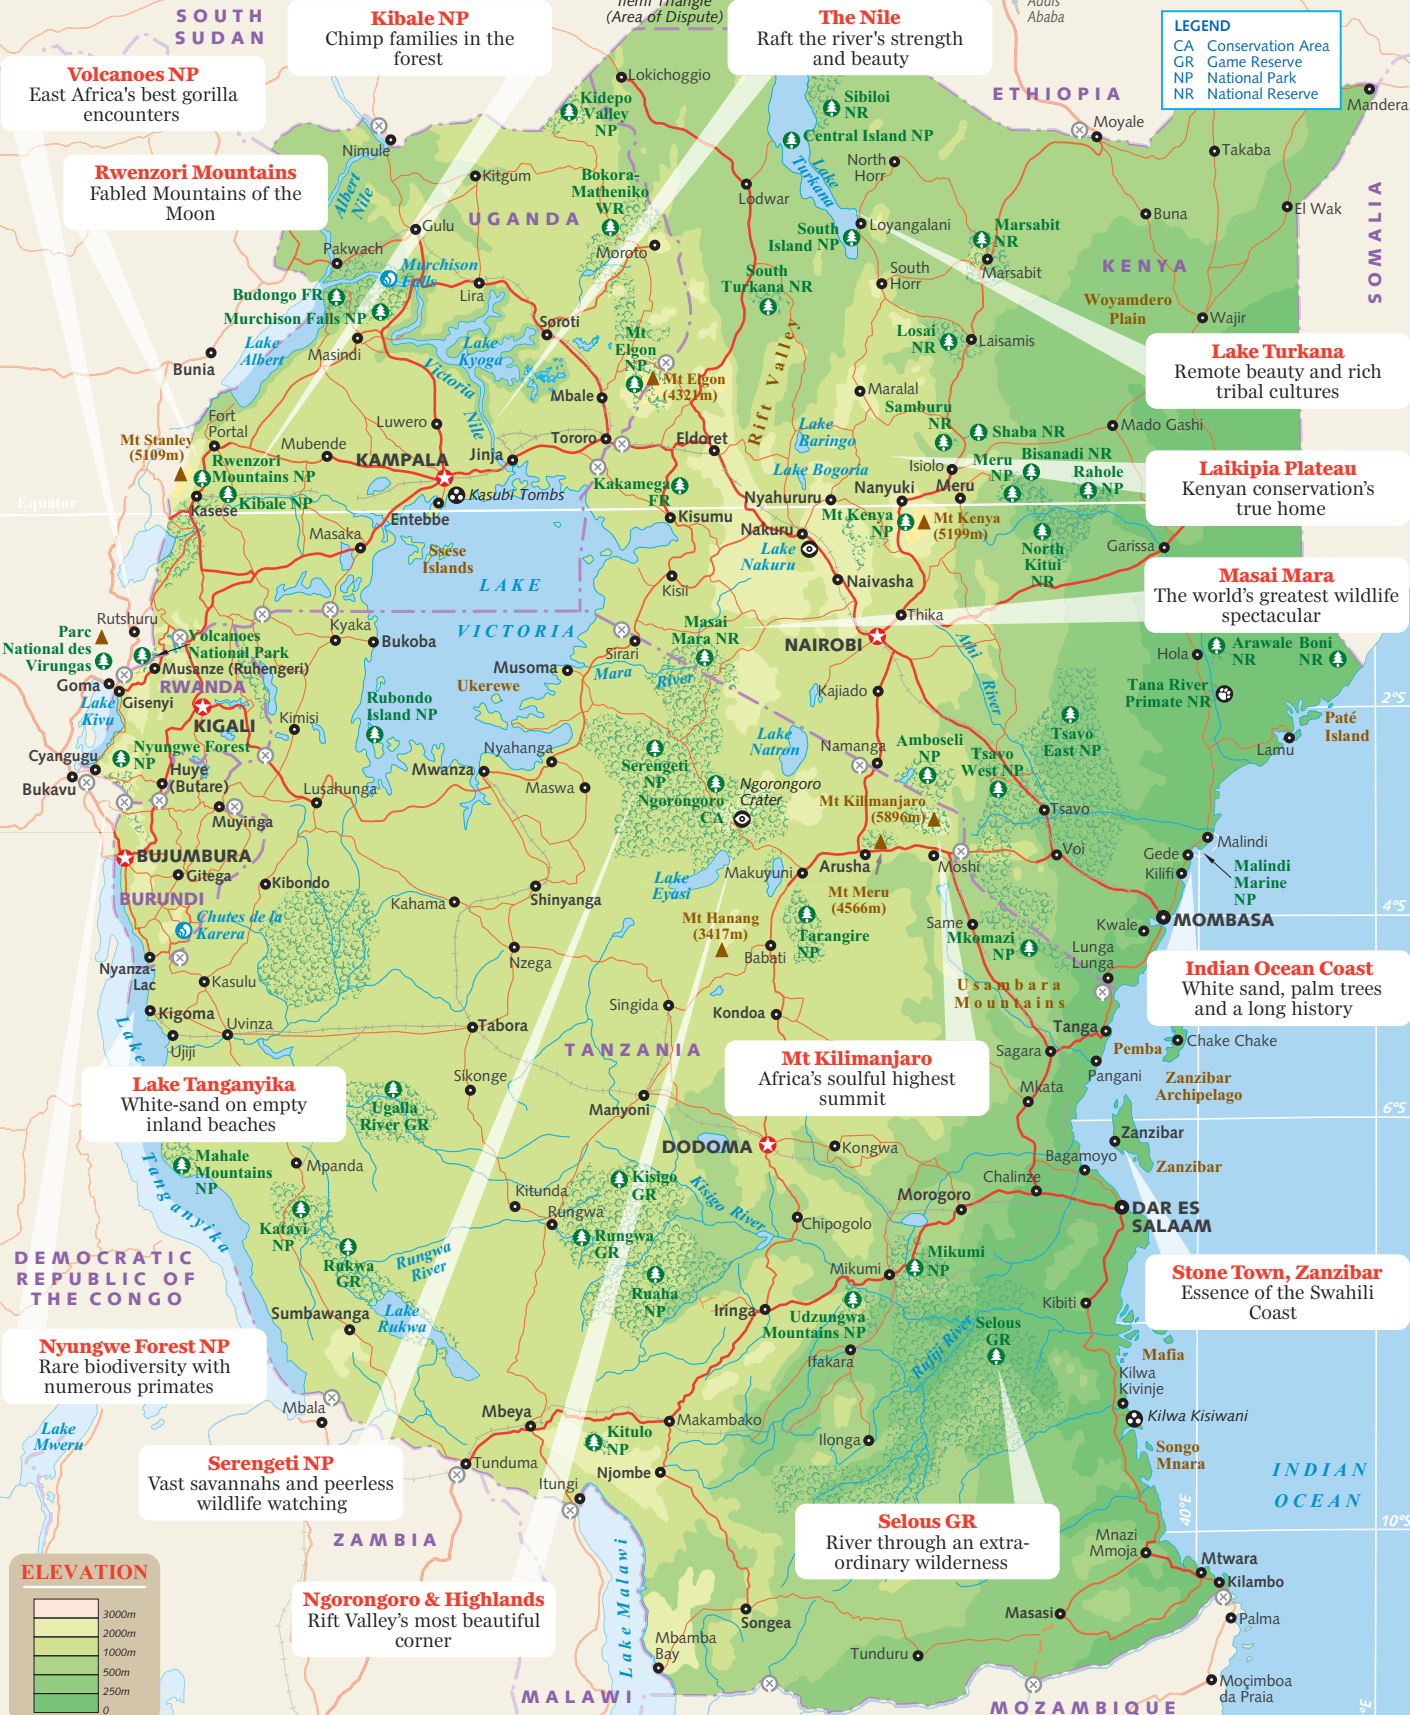 SOUTH
SUDAN
Kibale NP
Chimp families in the
forest
Ilemi Triangle
(Area of Dispute)
The Nile
Raft the river's strength
and beauty
Addis
Ababa
LEGEND
CA Conservation Area
GR Game Reserve
NP National Park
NR National Reserve
Volcanoes NP
East Africa's best gorilla
encounters
Lokichoggio
ETHIOPIA
Mandera
Kidepo
Valley
NP
Sibiloi
NR
Moyale
Central Island NP
Nimule
Takaba
Rwenzori Mountains
Fabled Mountains of the
Moon
Kitgum
Bokora-
Matheniko
WR
Lake
Turkana
North
Horr
Lodwar
Albert
Nile
UGANDA
Buna
El Wak
SOMALIA
Gulu
South
Island NP
Loyangalani
Marsabit
NR
Pakwach
Moroto
Marsabit
KENYA
Murchison
Falls
South
Turkana NR
South
Horr
Budongo FR
Lira
Woyamdero
Plain
Murchison Falls NP
Soroti
Wajir
Lake
Albert
Masindi
Lake
Kyoga
Mt
Elgon
NP
Rift Valley
Losai
NR
Laisamis
Bunia
Lake Turkana
Remote beauty and rich
tribal cultures
Victoria
Nile
Mt Elgon
(4321m)
Mbale
Maralal
Fort
Portal
Luwero
Samburu
NR
Mado Gashi
Mt Stanley
(5109m)
Mubende
Tororo
Eldoret
Lake
Baringo
Shaba NR
KAMPALA
Jinja
Bisanadi NR
Rwenzori
Mountains NP
Lake Bogoria
Isiolo
Meru
NP
Rahole
NP
Laikipia Plateau
Kenyan conservation's
true home
Kibale NP
Kasubi Tombs
Kakamega
FR
Nyahururu
Nanyuki
Meru
Equator
Kasese
Entebbe
Kisumu
Mt Kenya
NP
Mt Kenya
(5199m)
Masaka
Nakuru
Lake
Nakuru
North
Kitui
NR
Garissa
Ssese
Islands
LAKE
VICTORIA
Kisii
Naivasha
Masai Mara
The world's greatest wildlife
spectacular
Rutshuru
Kyaka
Thika
Parc
National des
Virungas
Volcanoes
National Park
Bukoba
Masai
Mara NR
NAIROBI
Athi
River
Arawale
NR
Boni
NR
Sirari
Hola
Musanze (Ruhengeri)
Musoma
Mara
River
Goma
RWANDA
Ukerewe
Kajiado
Tana River
Primate NR
Gisenyi
Lake
Kivu
KIGALI
Rubondo
Island NP
2°S
Kimisi
Tsavo
East NP
Paté
Island
Nyungwe Forest
NP
Nyahanga
Serengeti
NP
Lake
Natron
Namanga
Amboseli
NP
Tsavo
West NP
Lamu
Cyangugu
Bukavu
Huye
(Butare)
Mwanza
Lusahunga
Maswa
Ngorongoro
CA
Ngorongoro
Crater
Mt Kilimanjaro
(5896m)
Tsavo
Muyinga
Malindi
BUJUMBURA
Gede
Voi
Gitega
Makuyuni
Arusha
Moshi
Kilifi
Malindi
Marine
NP
Kibondo
Lake
Eyasi
BURUNDI
Shinyanga
Mt Meru
(4566m)
Chutes de la
Karera
Kahama
Mt Hanang
(3417m)
4°S
MOMBASA
Tarangire
NP
Same
Mkomazi
NP
Kwale
Nyanza-
Lac
Nzega
Babati
Lunga
Lunga
Kasulu
Indian Ocean Coast
White sand, palm trees
and a long history
Usambara
Mountains
Kigoma
Singida
Kondoa
Uvinza
Tabora
Tanga
Ujiji
TANZANIA
Sagara
Pemba
Chake Chake
Mt Kilimanjaro
Africa's soulful highest
summit
Pangani
Lake Tanganyika
White-sand on empty
inland beaches
Sikonge
Ugalla
River GR
Manyoni
Mkata
Zanzibar
Archipelago
6°S
DODOMA
Kongwa
Zanzibar
Lake
Tanganyika
Mahale
Mountains
NP
Mpanda
Bagamoyo
Zanzibar
Kisigo
GR
Kisigo River
Chalinze
Kitunda
Morogoro
Katavi
NP
Rungwa
DAR ES
SALAAM
Chipogolo
Rungwa
GR
DEMOCRATIC
REPUBLIC OF
THE CONGO
Rukwa
GR
Rungwa
River
Mikumi
NP
Mikumi
Stone Town, Zanzibar
Essence of the Swahili
Coast
Ruaha
NP
Sumbawanga
Lake
Rukwa
Iringa
Udzungwa
Mountains NP
Kibiti
Selous
GR
Nyungwe Forest NP
Rare biodiversity with
numerous primates
Rufiji River
Ifakara
Mafia
Kilwa
Kivinje
Mbala
Mbeya
Makambako
Kilwa Kisiwani
Lake
Mweru
Kitulo
NP
Ilonga
Songo
Mnara
Serengeti NP
Vast savannahs and peerless
wildlife watching
Tunduma
Njombe
Itungi
INDIAN
OCEAN
40°E
ZAMBIA
Selous GR
River through an extra-
ordinary wilderness
10°S
Mnazi
Mmoja
Lake Malawi
Mtwara
ELEVATION
3000m
2000m
1000m
500m
250m
0
Kilambo
Ngorongoro & Highlands
Rift Valley's most beautiful
corner
Songea
Masasi
Palma
Mbamba
Bay
Tunduru
MALAWI
Moçimboa
da Praia
MOZAMBIQUE
°E